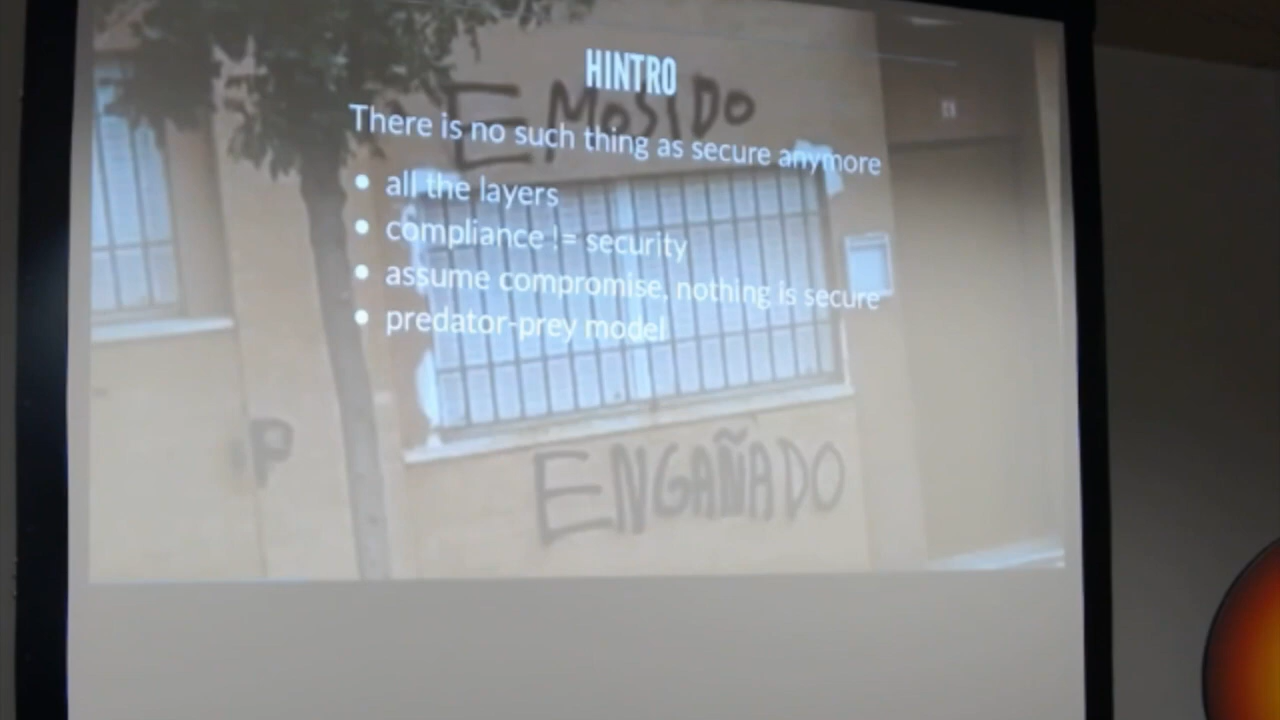 HINTRO
EMOSIDO
There is no such thing as secure anymore
• all the layers
• compliance != security
• assume compromise, nothing is secure
• predator-prey model
P
ENGAÑADO